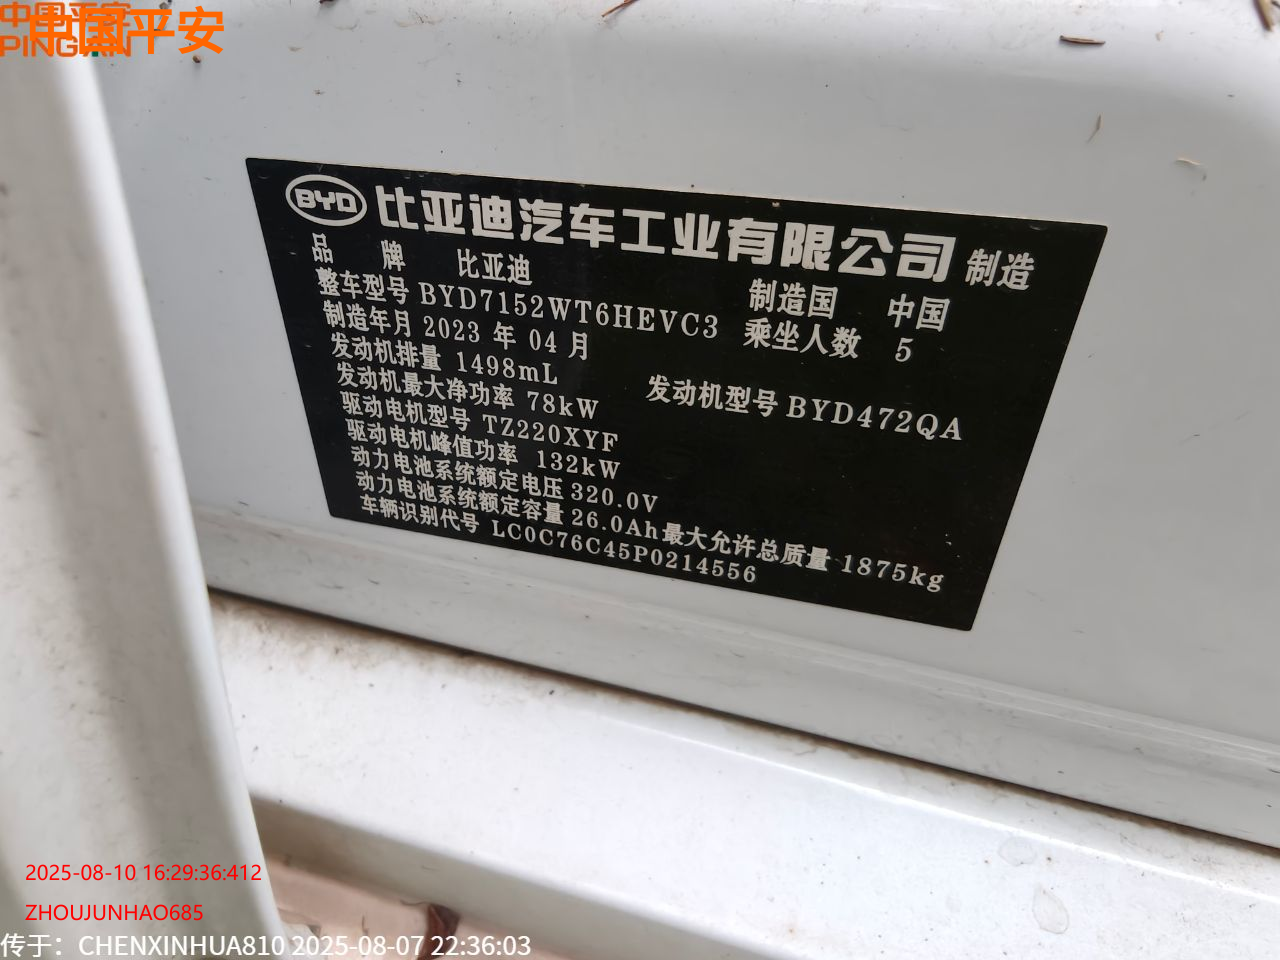 中国平安
PING AN
中国平安
BYD 比亚迪汽车工业有限公司 制造
品 牌 比亚迪 制造国 中国
整车型号 BYD7152WT6HEVC3 乘坐人数 5
制造年月 2023 年 04 月
发动机排量 1498mL 发动机型号 BYD472QA
发动机最大净功率 78kW
驱动电机型号 TZ220XYF
驱动电机峰值功率 132kW
动力电池系统额定电压 320.0V
动力电池系统额定容量 26.0Ah 最大允许总质量 1875kg
车辆识别代号 LC0C76C45P0214556
2025-08-10 16:29:36:412
ZHOUJUNHAO685
传于：CHENXINHUA810 2025-08-07 22:36:03